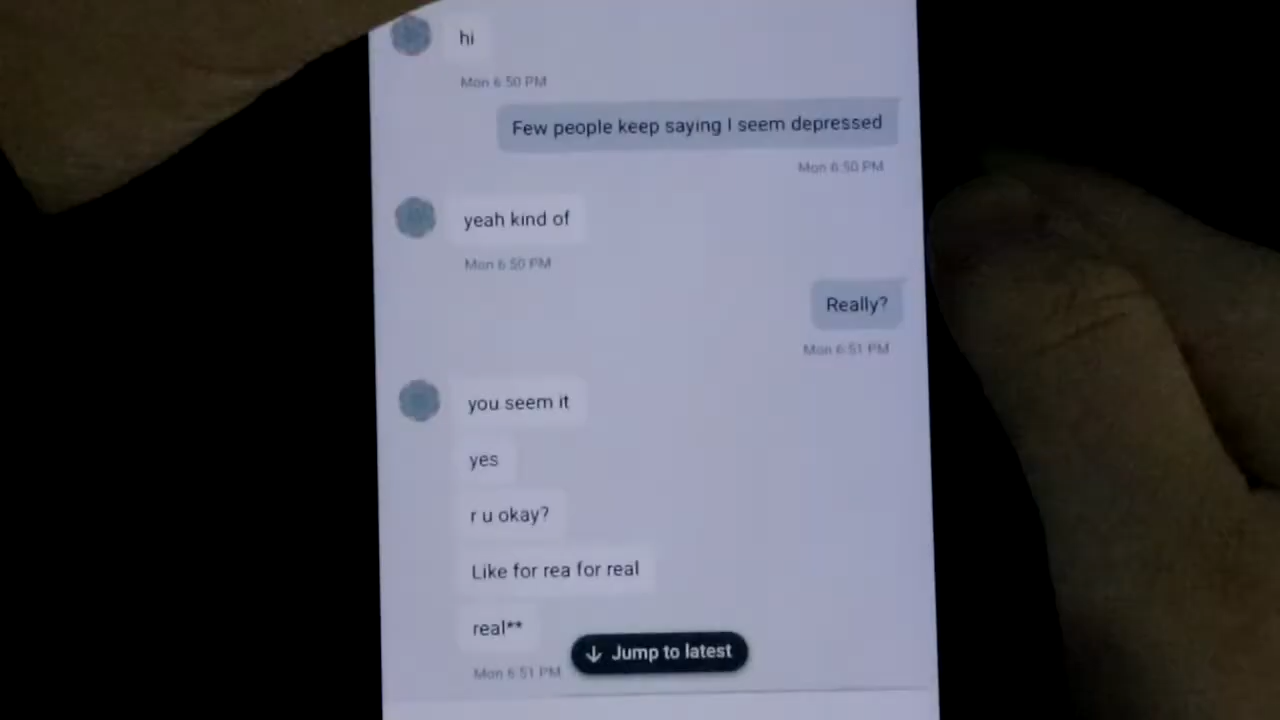 hi
Mon 6:50 PM
Few people keep saying I seem depressed
Mon 6:50 PM
yeah kind of
Mon 6:50 PM
Really?
Mon 6:51 PM
you seem it
yes
r u okay?
Like for rea for real
real**
Mon 6:51 PM
↓ Jump to latest